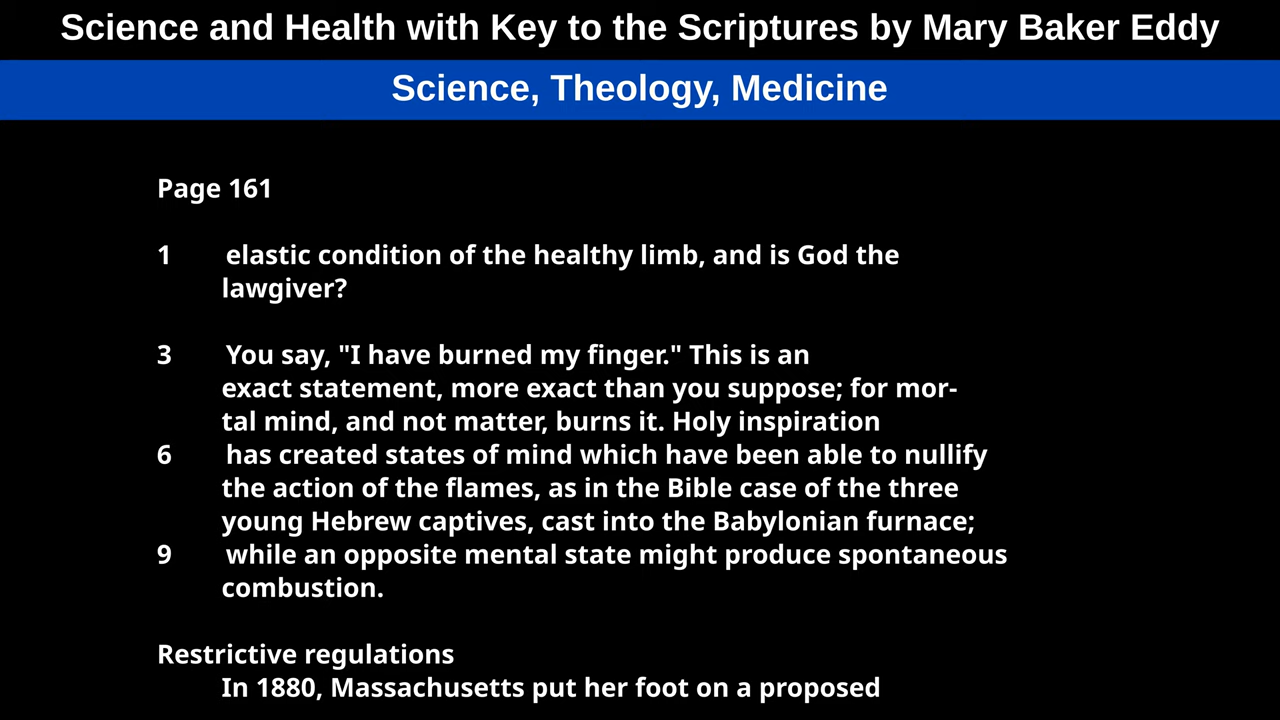 Science and Health with Key to the Scriptures by Mary Baker Eddy
Science, Theology, Medicine
Page 161
1 elastic condition of the healthy limb, and is God the
lawgiver?
3 You say, "I have burned my finger." This is an
exact statement, more exact than you suppose; for mor-
tal mind, and not matter, burns it. Holy inspiration
6 has created states of mind which have been able to nullify
the action of the flames, as in the Bible case of the three
young Hebrew captives, cast into the Babylonian furnace;
9 while an opposite mental state might produce spontaneous
combustion.
Restrictive regulations
In 1880, Massachusetts put her foot on a proposed